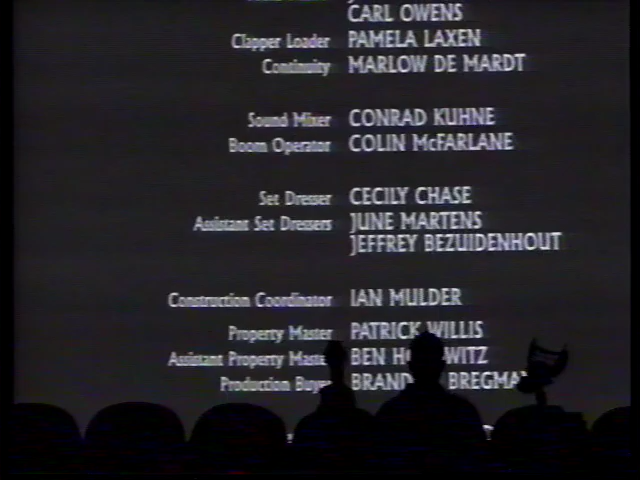 CARL OWENS
Clapper Loader PAMELA LAXEN
Continuity MARLOW DE MARDT
Sound Mixer CONRAD KUHNE
Boom Operator COLIN McFARLANE
Set Dresser CECILY CHASE
Assistant Set Dressers JUNE MARTENS
JEFFREY BEZUIDENHOUT
Construction Coordinator IAN MULDER
Property Master PATRICK WILLIS
Assistant Property BEN
Production